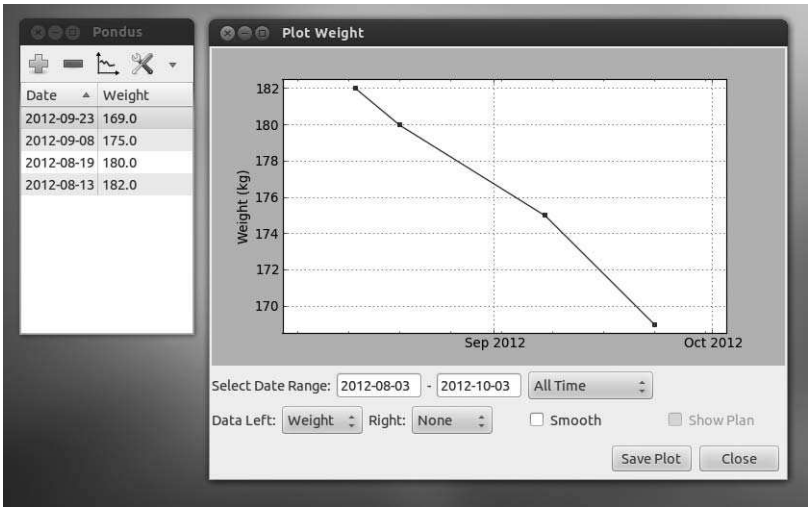 Pondus
Date Weight
2012-09-23 169.0
2012-09-08 175.0
2012-08-19 180.0
2012-08-13 182.0
Plot Weight
182
180
178
176
174
172
170
Weight (kg)
Sep 2012 Oct 2012
Select Date Range: 2012-08-03 - 2012-10-03 All Time
Data Left: Weight Right: None Smooth Show Plan
Save Plot Close